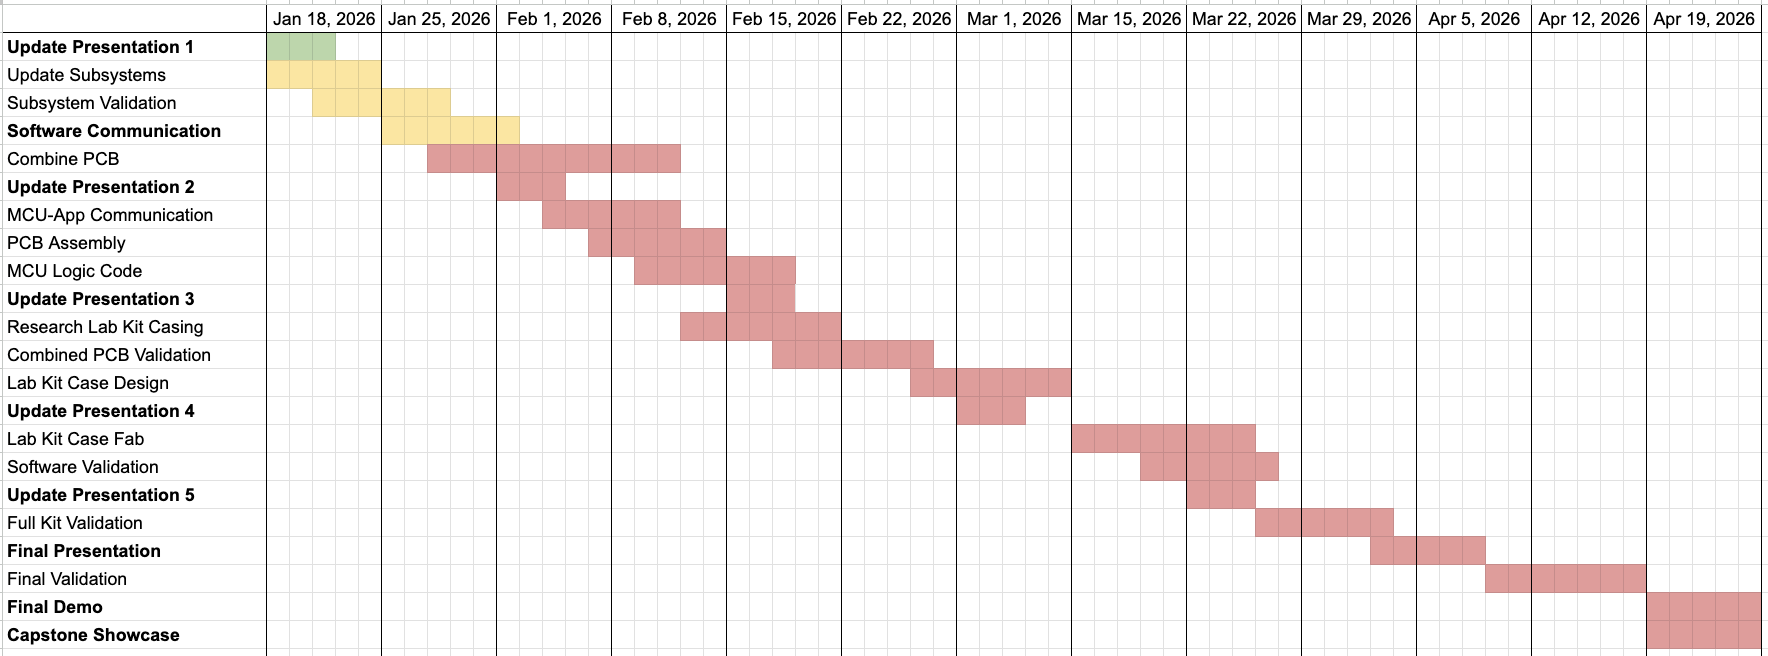 Jan 18, 2026 Jan 25, 2026 Feb 1, 2026 Feb 8, 2026 Feb 15, 2026 Feb 22, 2026 Mar 1, 2026 Mar 15, 2026 Mar 22, 2026 Mar 29, 2026 Apr 5, 2026 Apr 12, 2026 Apr 19, 2026
Update Presentation 1
Update Subsystems
Subsystem Validation
Software Communication
Combine PCB
Update Presentation 2
MCU-App Communication
PCB Assembly
MCU Logic Code
Update Presentation 3
Research Lab Kit Casing
Combined PCB Validation
Lab Kit Case Design
Update Presentation 4
Lab Kit Case Fab
Software Validation
Update Presentation 5
Full Kit Validation
Final Presentation
Final Validation
Final Demo
Capstone Showcase